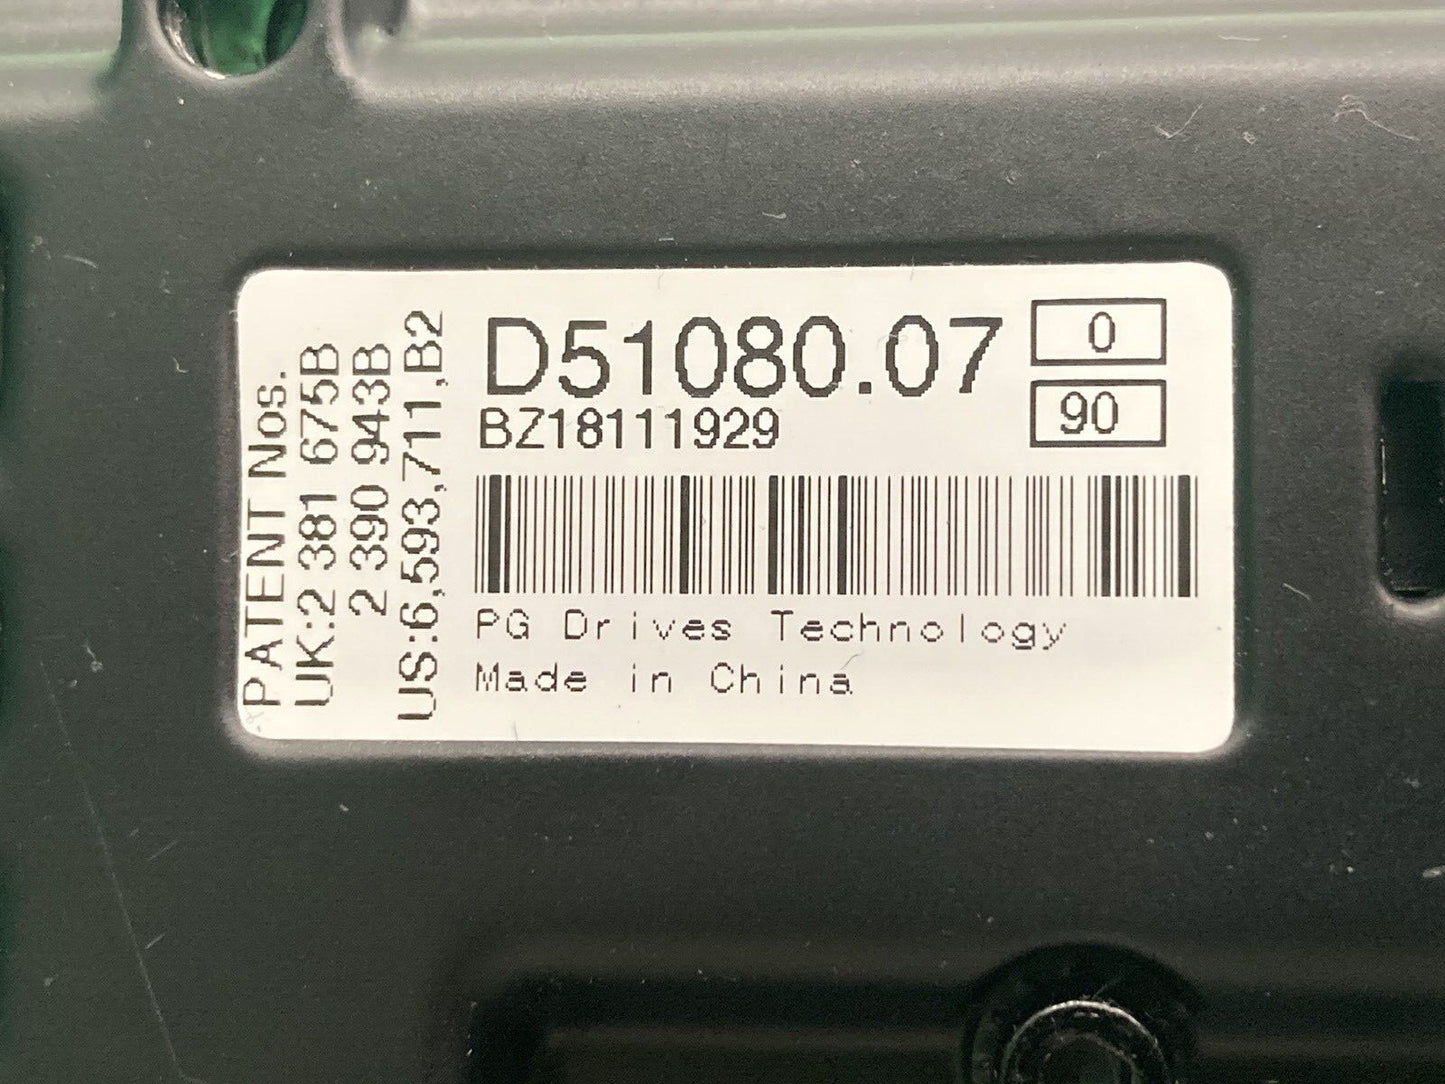 PATENT Nos.
UK:2 381 675B
2 390 943B
US:6,593,711,B2
D51080.07
0
BZ18111929
90
PG Drives Technology
Made in China